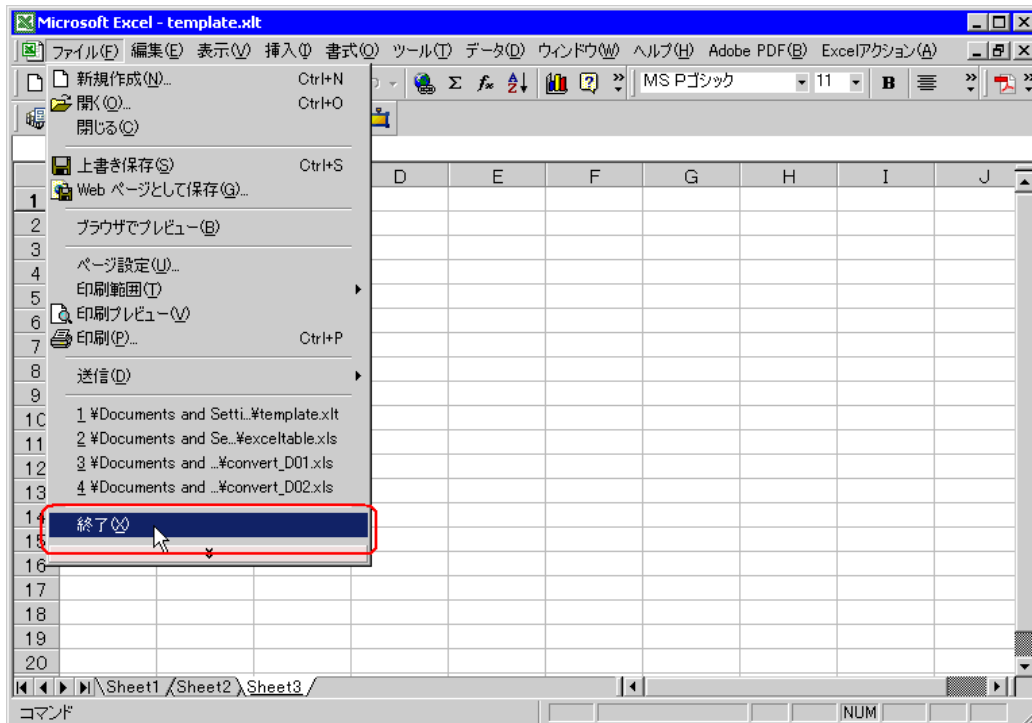 Microsoft Excel - template.xlt
ファイル(F) 編集(E) 表示(V) 挿入(I) 書式(O) ツール(T) データ(D) ウィンドウ(W) ヘルプ(H) Adobe PDF(B) Excelアクション(A)
MS Pゴシック 11 B
新規作成(N)... Ctrl+N
開く(O)... Ctrl+O
閉じる(C)
上書き保存(S) Ctrl+S
Web ページとして保存(G)...
ブラウザでプレビュー(B)
ページ設定(U)...
印刷範囲(T)
印刷プレビュー(V)
印刷(P)... Ctrl+P
送信(D)
1 ¥Documents and Setti...¥template.xlt
2 ¥Documents and Se...¥exceltable.xls
3 ¥Documents and ...¥convert_D01.xls
4 ¥Documents and ...¥convert_D02.xls
終了(X)
D E F G H I J
1
2
3
4
5
6
7
8
9
10
11
12
13
14
15
16
17
18
19
20
Sheet1 Sheet2 Sheet3
コマンド NUM